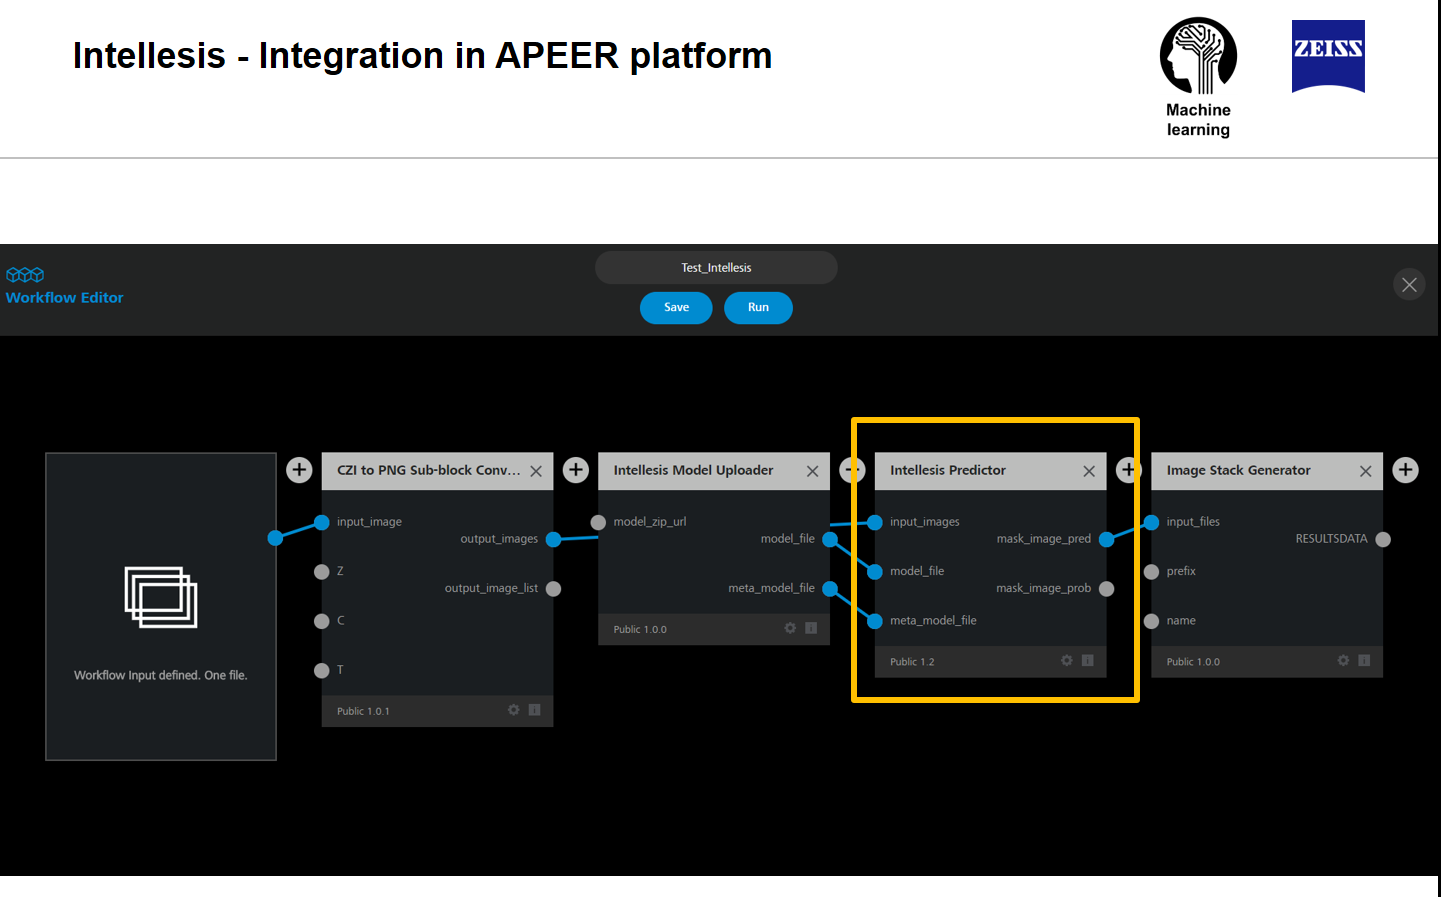 Intellesis - Integration in APEER platform
Machine
learning
ZEISS
Workflow Editor
Test_Intellesis
Save
Run
Workflow Input defined. One file.
CZI to PNG Sub-block Conv...
input_image
output_images
Z
output_image_list
C
T
Public 1.0.1
Intellesis Model Uploader
model_zip_url
model_file
meta_model_file
Public 1.0.0
Intellesis Predictor
input_images
mask_image_pred
model_file
mask_image_prob
meta_model_file
Public 1.2
Image Stack Generator
input_files
RESULTSDATA
prefix
name
Public 1.0.0